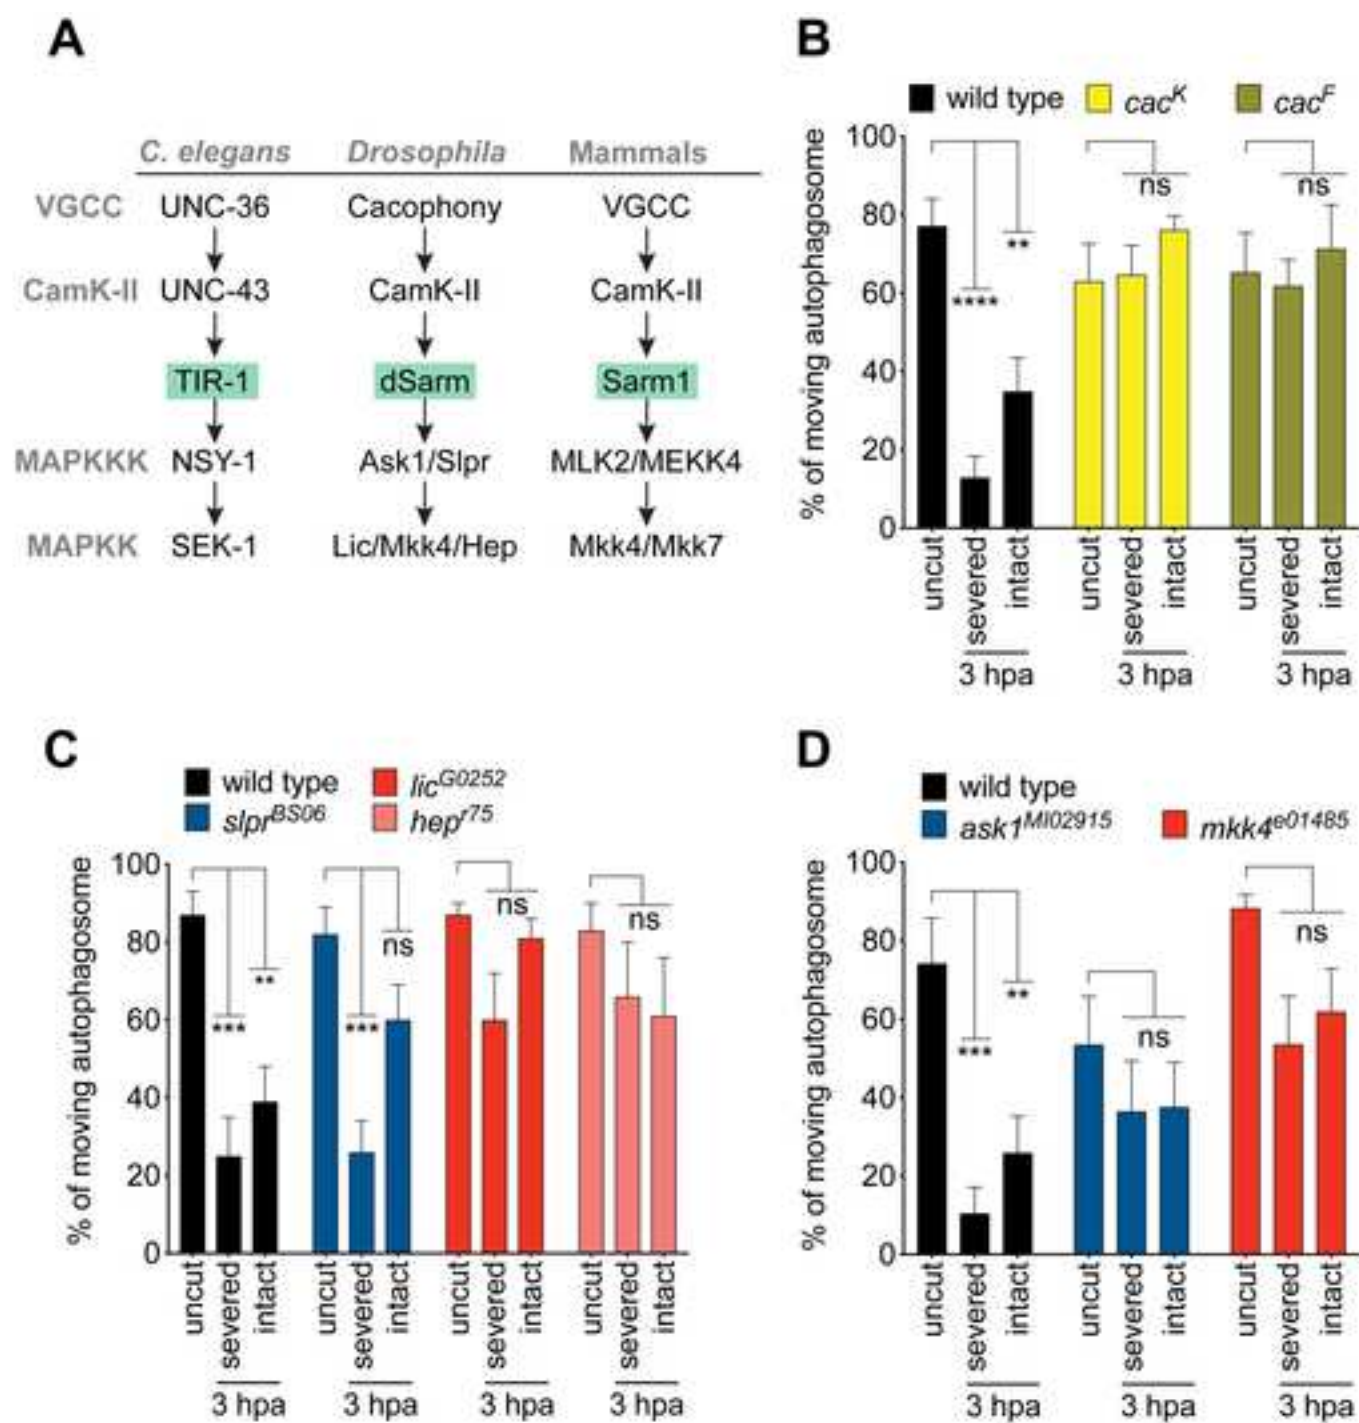 A
C. elegans Drosophila Mammals
VGCC UNC-36 Cacophony VGCC
CamK-II UNC-43 CamK-II CamK-II
TIR-1 dSarm Sarm1
MAPKKK NSY-1 Ask1/Slpr MLK2/MEKK4
MAPKK SEK-1 Lic/Mkk4/Hep Mkk4/Mkk7
B
wild type cacK cacF
% of moving autophagosome
100
80
60
40
20
0
****
**
ns
ns
uncut severed intact uncut severed intact uncut severed intact
3 hpa 3 hpa 3 hpa
C
wild type licG0252
slprBS06 hepr75
% of moving autophagosome
100
80
60
40
20
0
***
**
***
ns
ns
ns
uncut severed intact uncut severed intact uncut severed intact uncut severed intact
3 hpa 3 hpa 3 hpa 3 hpa
D
wild type
ask1MI02915 mkk4e01485
% of moving autophagosome
100
80
60
40
20
0
***
**
ns
ns
uncut severed intact uncut severed intact uncut severed intact
3 hpa 3 hpa 3 hpa